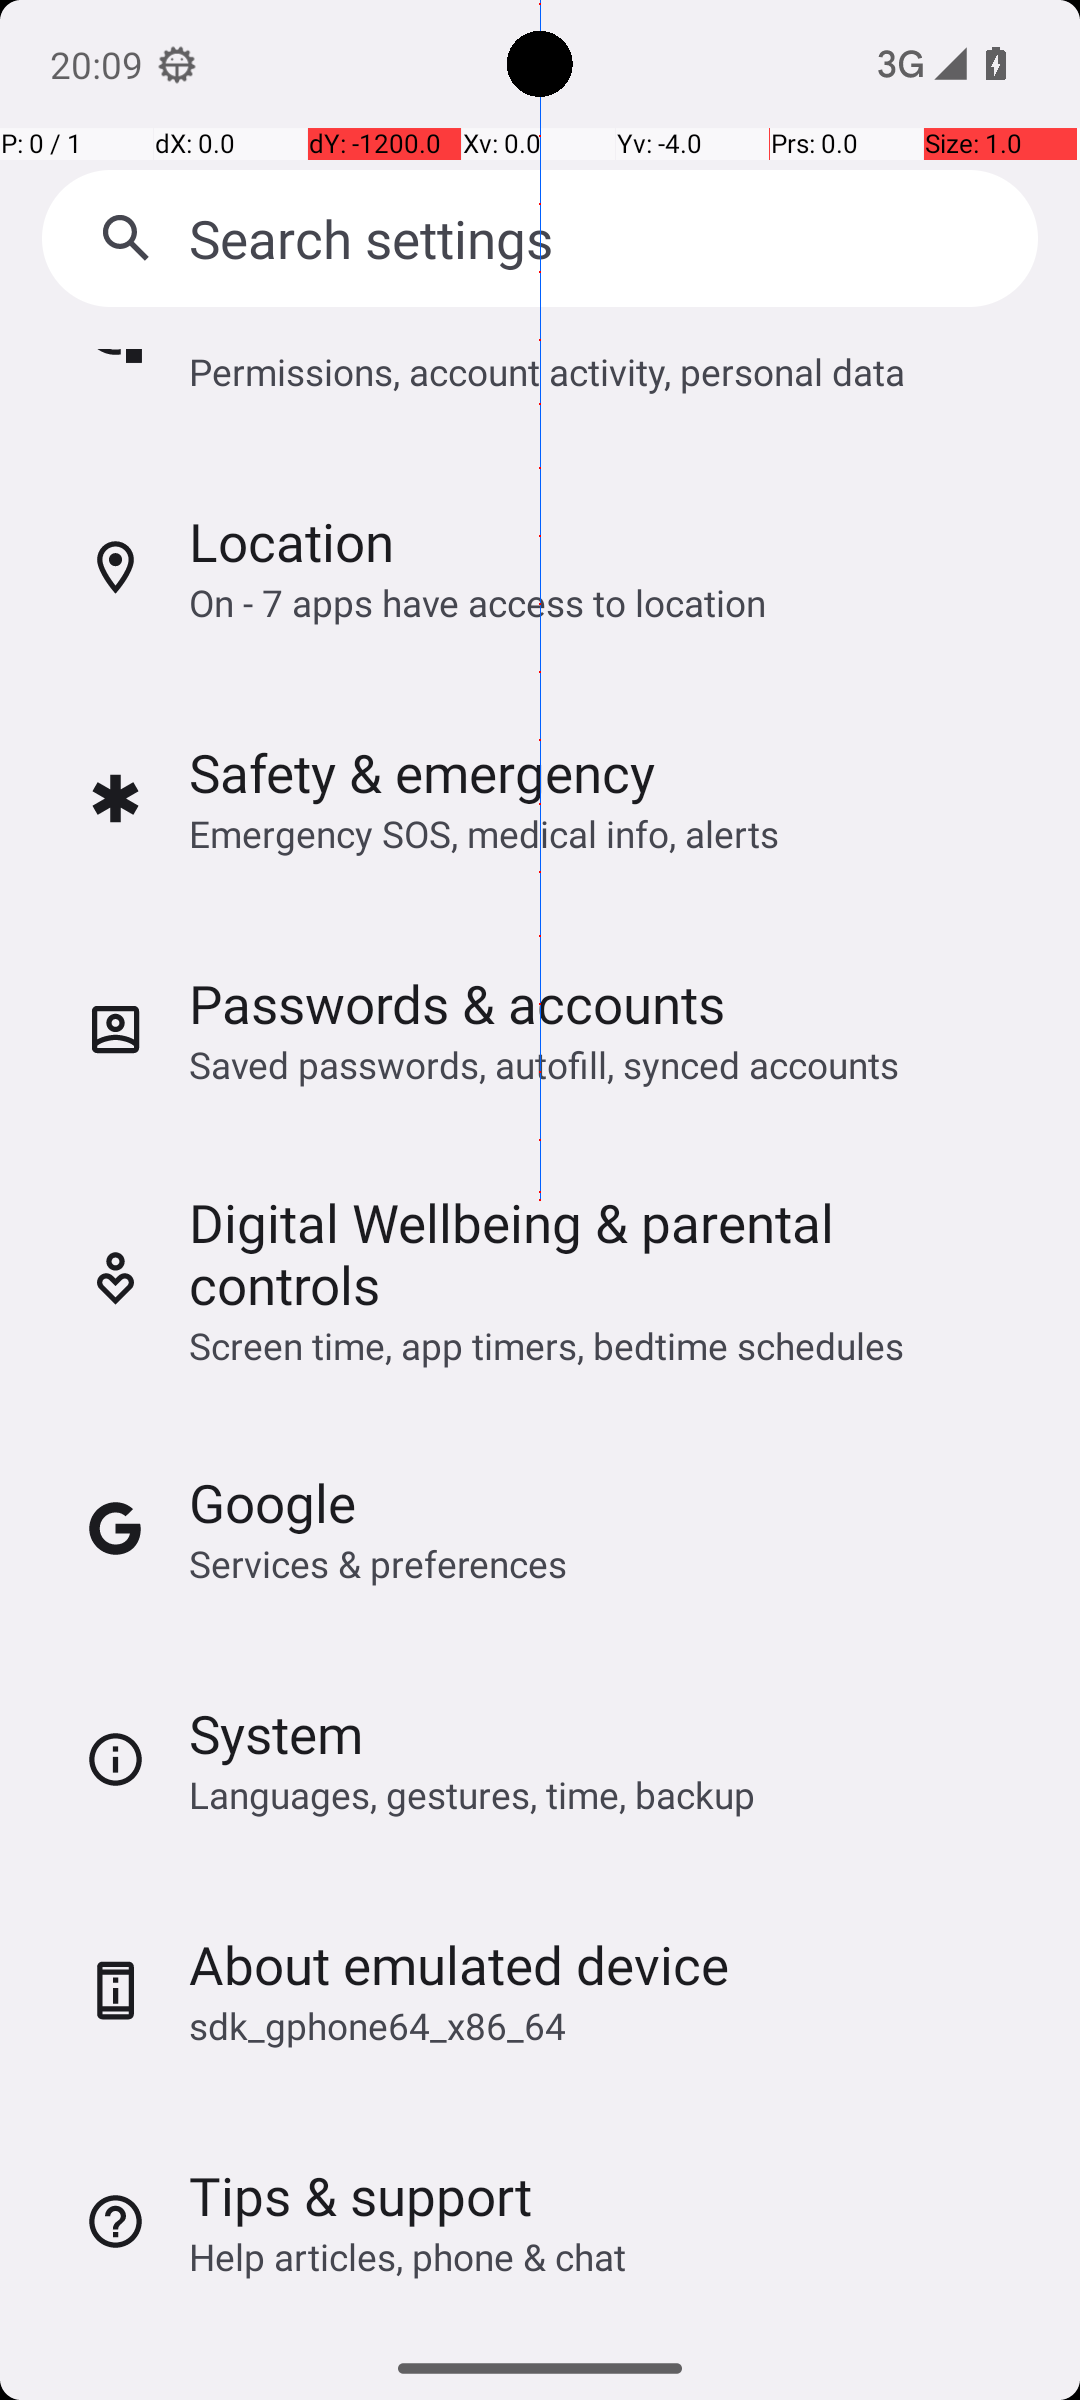 20:09
3G
P: 0 / 1 dX: 0.0 dY: -1200.0 Xv: 0.0 Yv: -4.0 Prs: 0.0 Size: 1.0
Search settings
Permissions, account activity, personal data
Location
On - 7 apps have access to location
Safety & emergency
Emergency SOS, medical info, alerts
Passwords & accounts
Saved passwords, autofill, synced accounts
Digital Wellbeing & parental
controls
Screen time, app timers, bedtime schedules
Google
Services & preferences
System
Languages, gestures, time, backup
About emulated device
sdk_gphone64_x86_64
Tips & support
Help articles, phone & chat